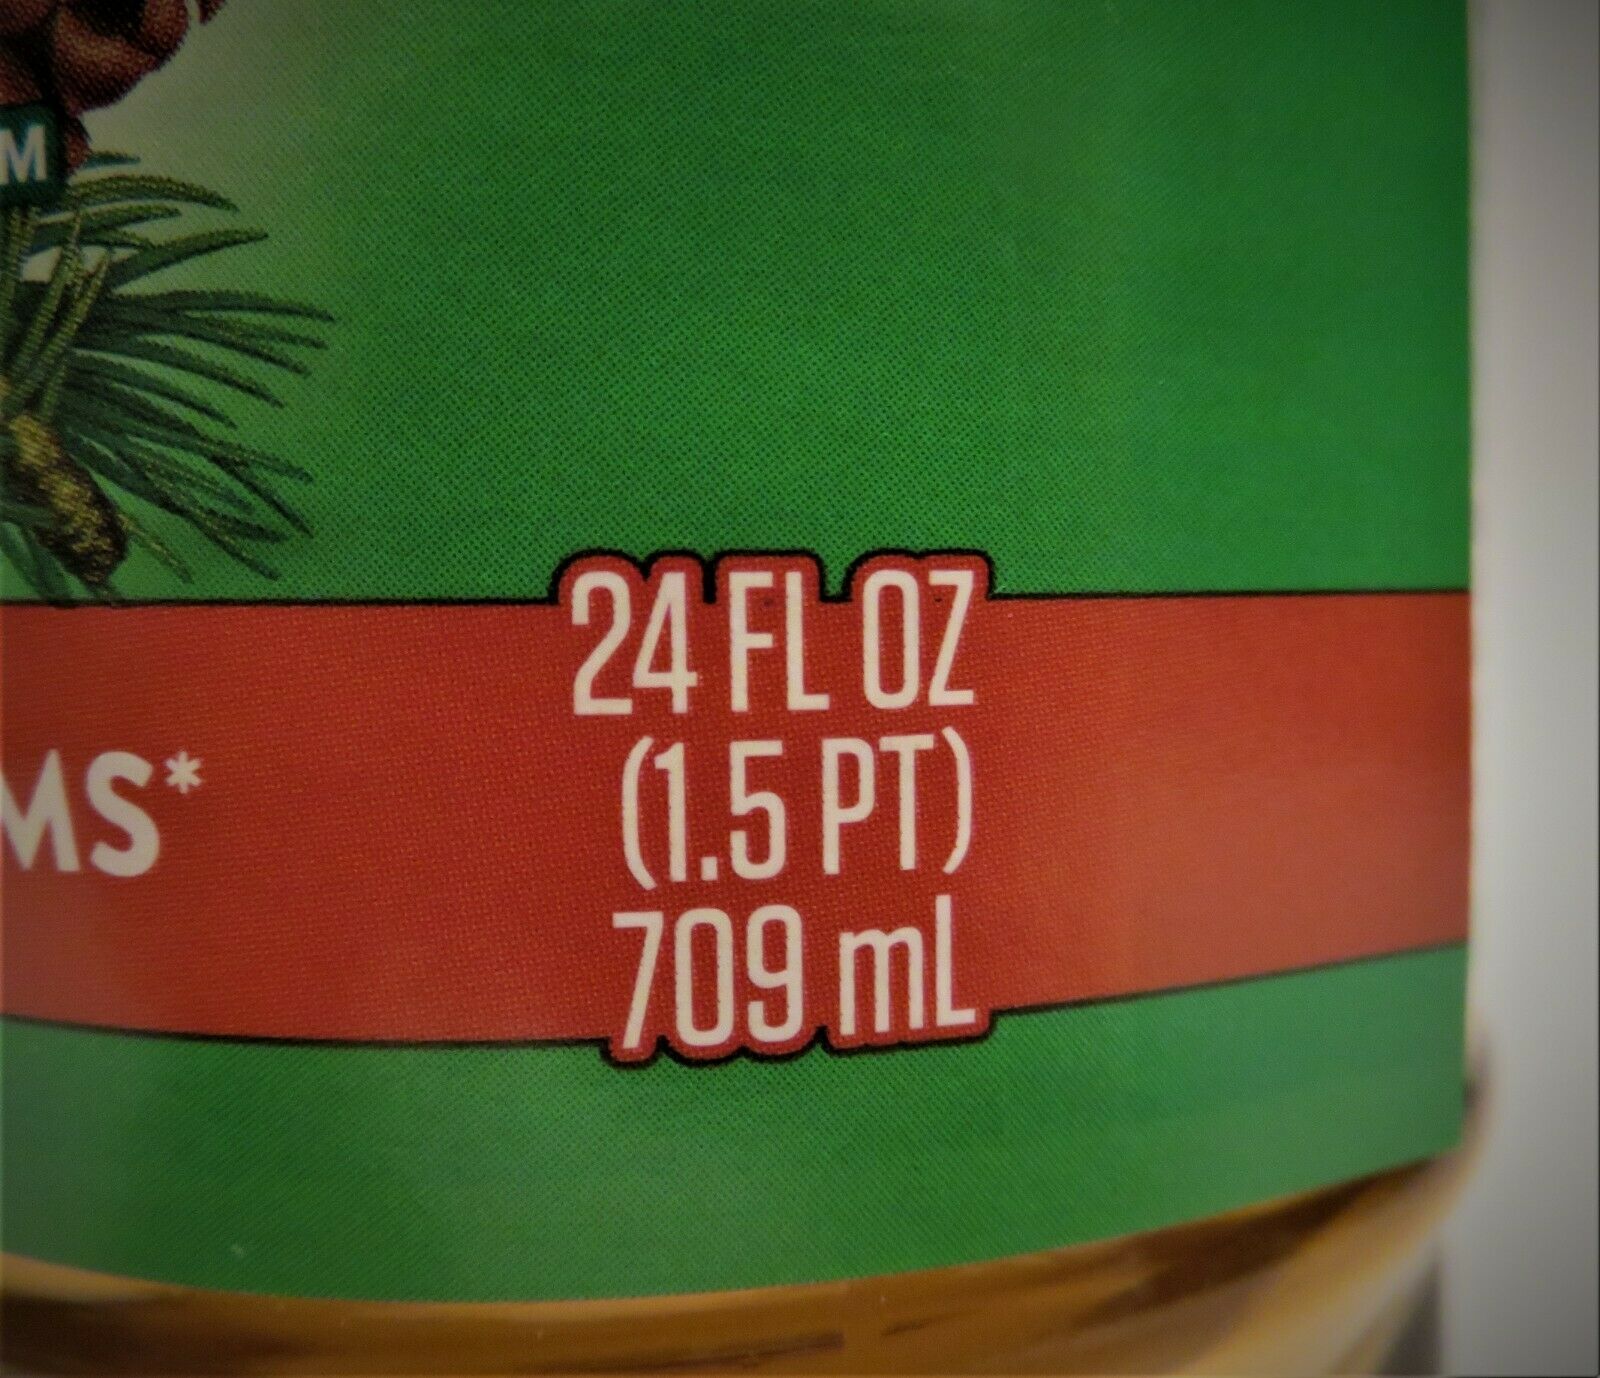 24 FL OZ
(1.5 PT)
709 mL